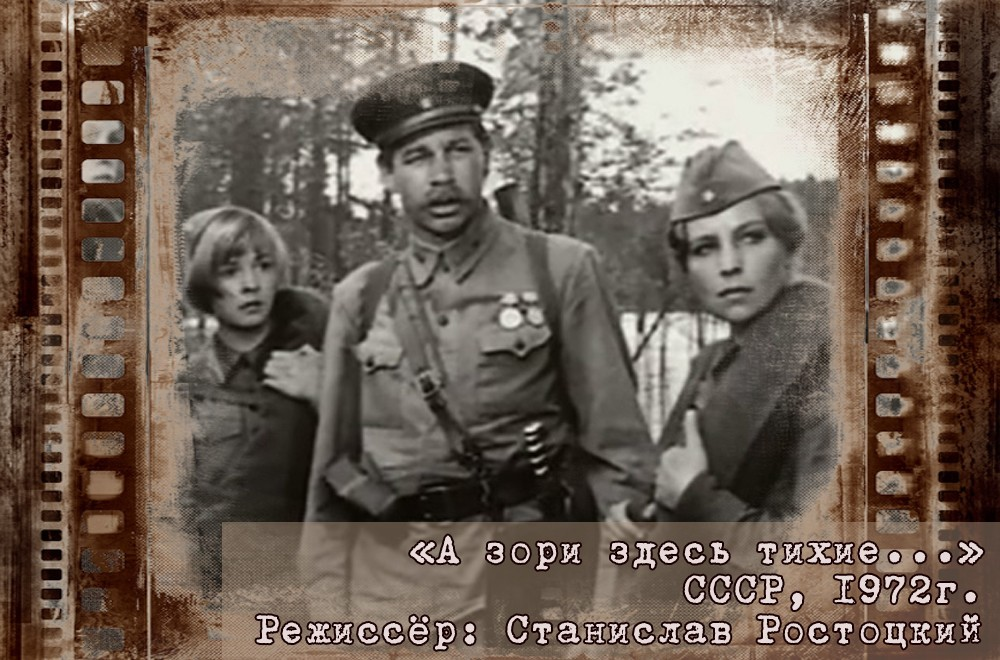 «А зори здесь тихие...»
СССР, 1972г.
Режиссёр: Станислав Ростоцкий